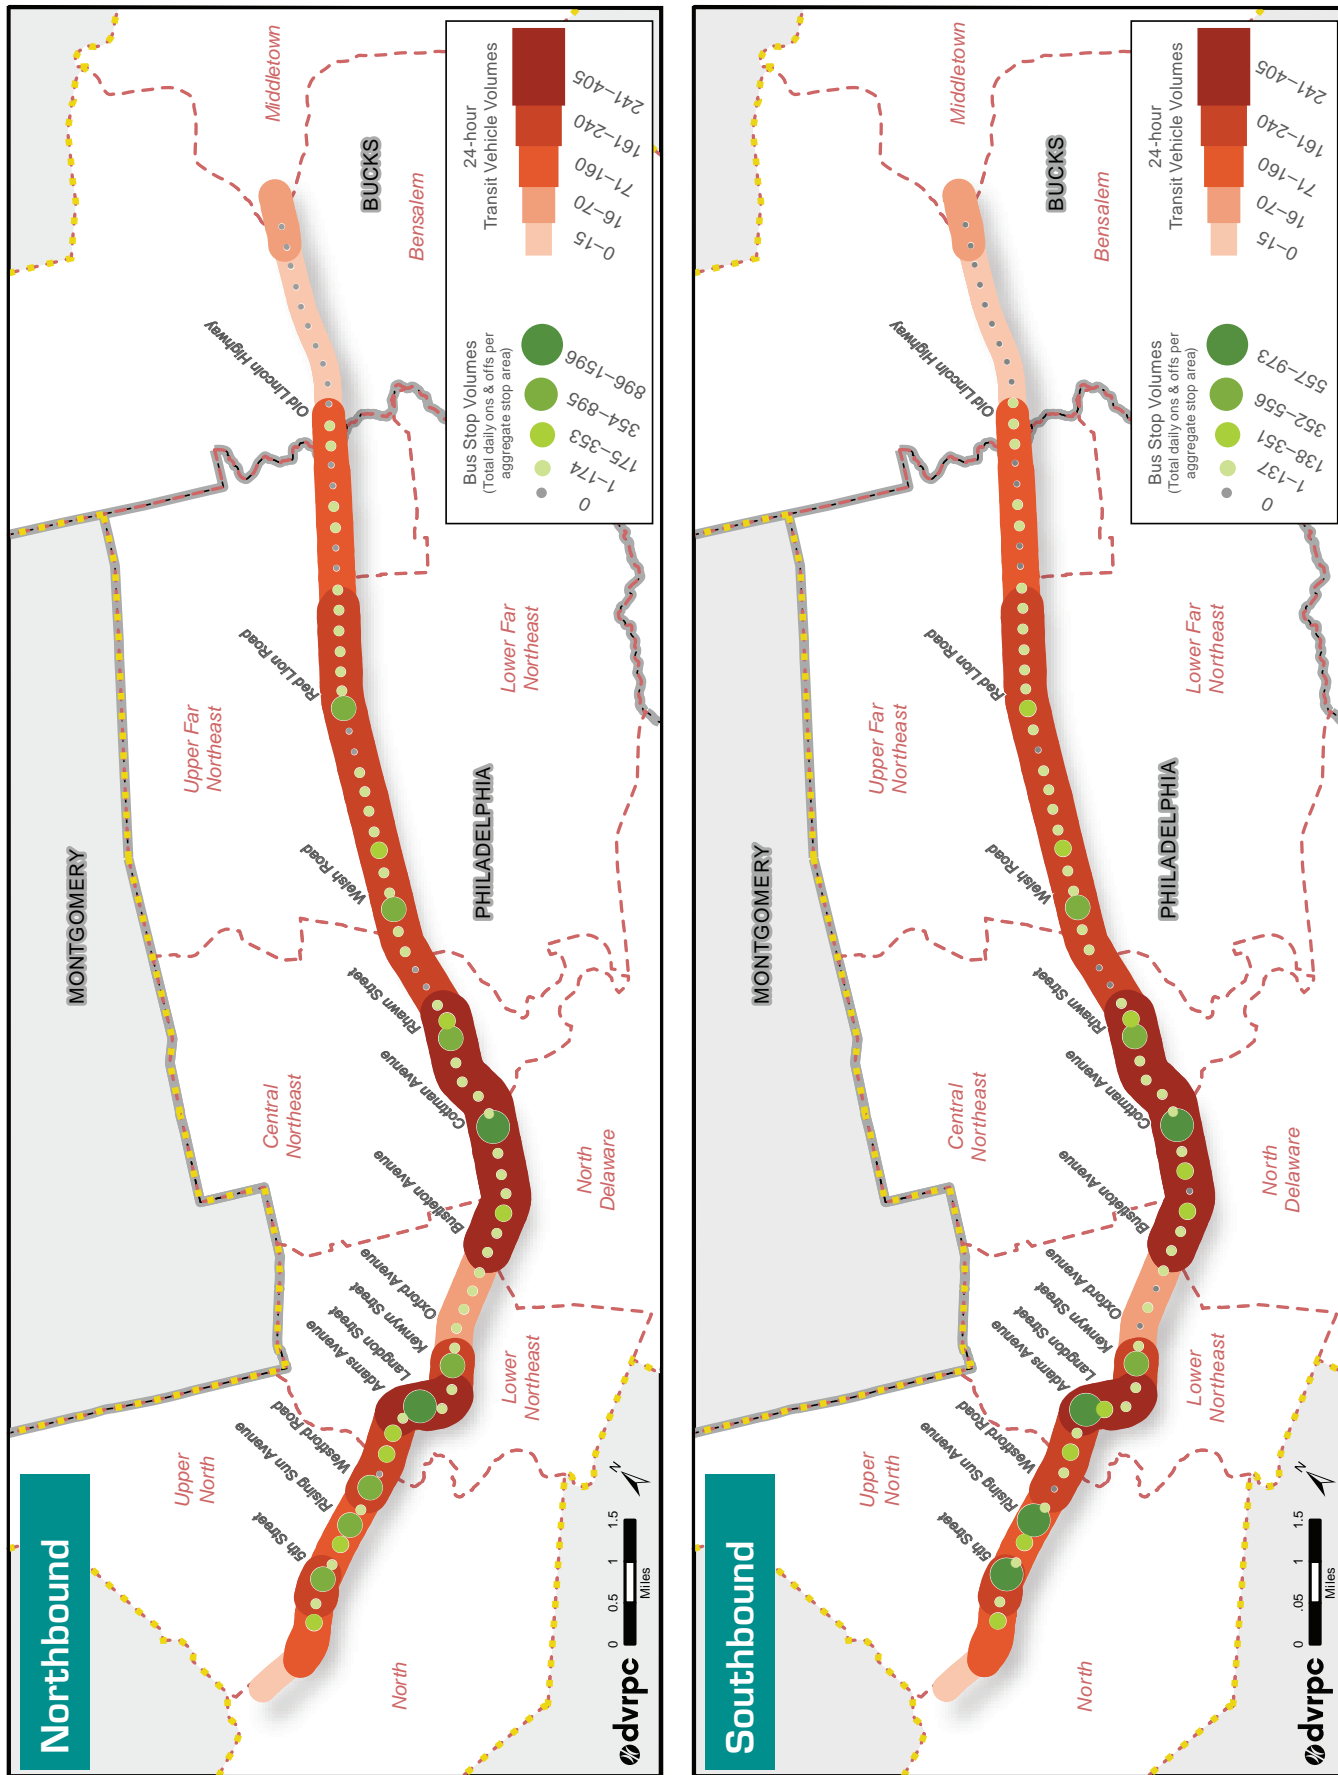 Northbound
MONTGOMERY
PHILADELPHIA
BUCKS
Upper
North
North
Lower
Northeast
Central
Northeast
North
Delaware
Upper Far
Northeast
Lower Far
Northeast
Bensalem
Middletown
5th Street
Rising Sun Avenue
Westford Road
Adams Avenue
Langdon Street
Kenwyn Street
Oxford Avenue
Bustleton Avenue
Cottman Avenue
Rhawn Street
Welsh Road
Red Lion Road
Old Lincoln Highway
Bus Stop Volumes
(Total daily ons & offs per
aggregate stop area)
0
1–174
175–353
354–895
896–1596
24-hour
Transit Vehicle Volumes
0–15
16–70
71–160
161–240
241–405
dvrpc
0 0.5 1 1.5
Miles
N
Southbound
MONTGOMERY
PHILADELPHIA
BUCKS
Upper
North
North
Lower
Northeast
Central
Northeast
North
Delaware
Upper Far
Northeast
Lower Far
Northeast
Bensalem
Middletown
5th Street
Rising Sun Avenue
Westford Road
Adams Avenue
Langdon Street
Kenwyn Street
Oxford Avenue
Bustleton Avenue
Cottman Avenue
Rhawn Street
Welsh Road
Red Lion Road
Old Lincoln Highway
Bus Stop Volumes
(Total daily ons & offs per
aggregate stop area)
0
1–137
138–351
352–556
557–973
24-hour
Transit Vehicle Volumes
0–15
16–70
71–160
161–240
241–405
dvrpc
0 .05 1 1.5
Miles
N